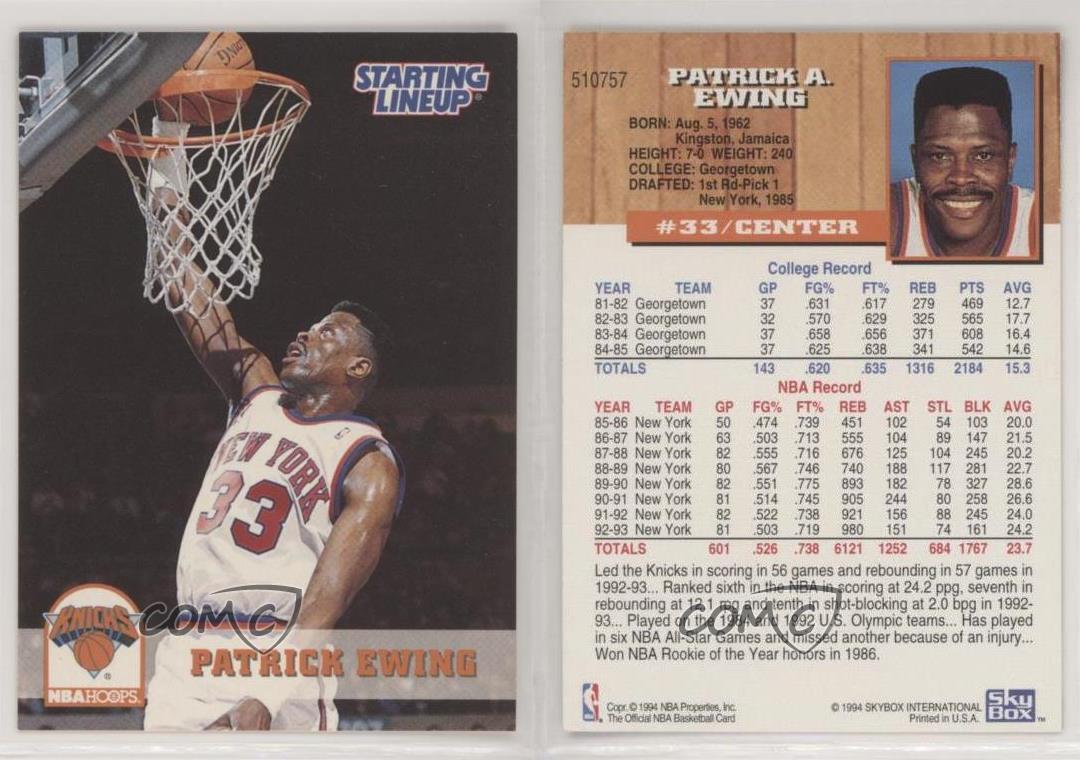 STARTING
LINEUP®
NEW YORK
33
KNICKS
®
NBA HOOPS
PATRICK EWING
COMC
510757
PATRICK A.
EWING
BORN: Aug. 5, 1962
Kingston, Jamaica
HEIGHT: 7-0 WEIGHT: 240
COLLEGE: Georgetown
DRAFTED: 1st Rd-Pick 1
New York, 1985
#33/CENTER
College Record
YEAR TEAM GP FG% FT% REB PTS AVG
81-82 Georgetown 37 .631 .617 279 469 12.7
82-83 Georgetown 32 .570 .629 325 565 17.7
83-84 Georgetown 37 .658 .656 371 608 16.4
84-85 Georgetown 37 .625 .638 341 542 14.6
TOTALS 143 .620 .635 1316 2184 15.3
NBA Record
YEAR TEAM GP FG% FT% REB AST STL BLK AVG
85-86 New York 50 .474 .739 451 102 54 103 20.0
86-87 New York 63 .503 .713 555 104 89 147 21.5
87-88 New York 82 .555 .716 676 125 104 245 20.2
88-89 New York 80 .567 .746 740 188 117 281 22.7
89-90 New York 82 .551 .775 893 182 78 327 28.6
90-91 New York 81 .514 .745 905 244 80 258 26.6
91-92 New York 82 .522 .738 921 156 88 245 24.0
92-93 New York 81 .503 .719 980 151 74 161 24.2
TOTALS 601 .526 .738 6121 1252 684 1767 23.7
Led the Knicks in scoring in 56 games and rebounding in 57 games in
1992-93... Ranked sixth in the NBA in scoring at 24.2 ppg, seventh in
rebounding at 12.1 rpg and tenth in shot-blocking at 2.0 bpg in 1992-
93... Played on the 1984 and 1992 U.S. Olympic teams... Has played
in six NBA All-Star Games and missed another because of an injury...
Won NBA Rookie of the Year honors in 1986.
COMC
Copr. © 1994 NBA Properties, Inc.
The Official NBA Basketball Card
© 1994 SKYBOX INTERNATIONAL
Printed in U.S.A.
SkyBox™